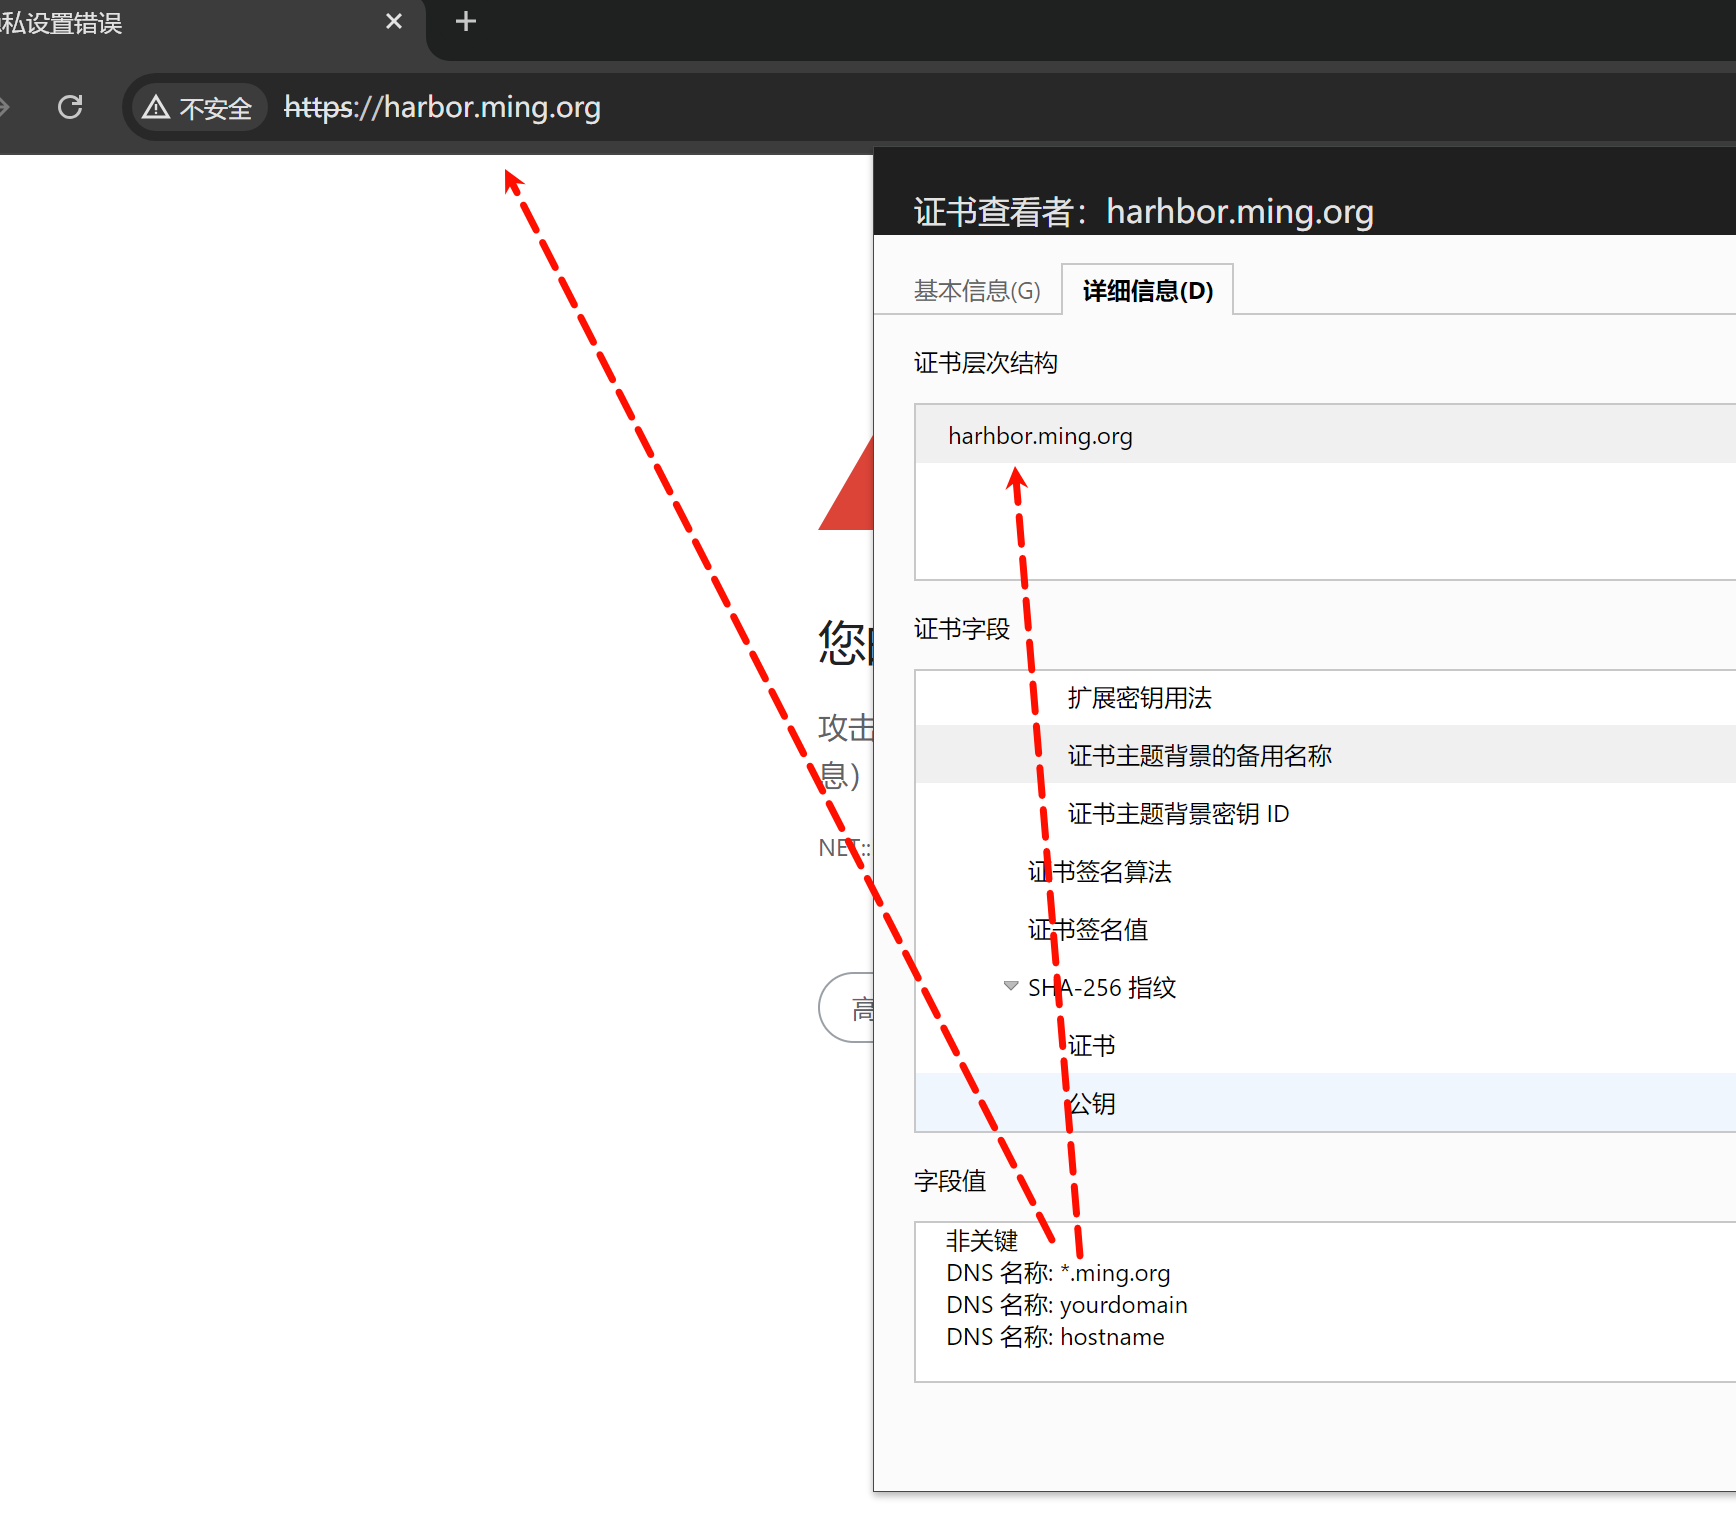 私设置错误
不安全 https://harbor.ming.org
证书查看者：harhbor.ming.org
基本信息(G) 详细信息(D)
证书层次结构
harhbor.ming.org
您
攻击
息）
NET::
高
证书字段
扩展密钥用法
证书主题背景的备用名称
证书主题背景密钥 ID
证书签名算法
证书签名值
SHA-256 指纹
证书
公钥
字段值
非关键
DNS 名称: *.ming.org
DNS 名称: yourdomain
DNS 名称: hostname